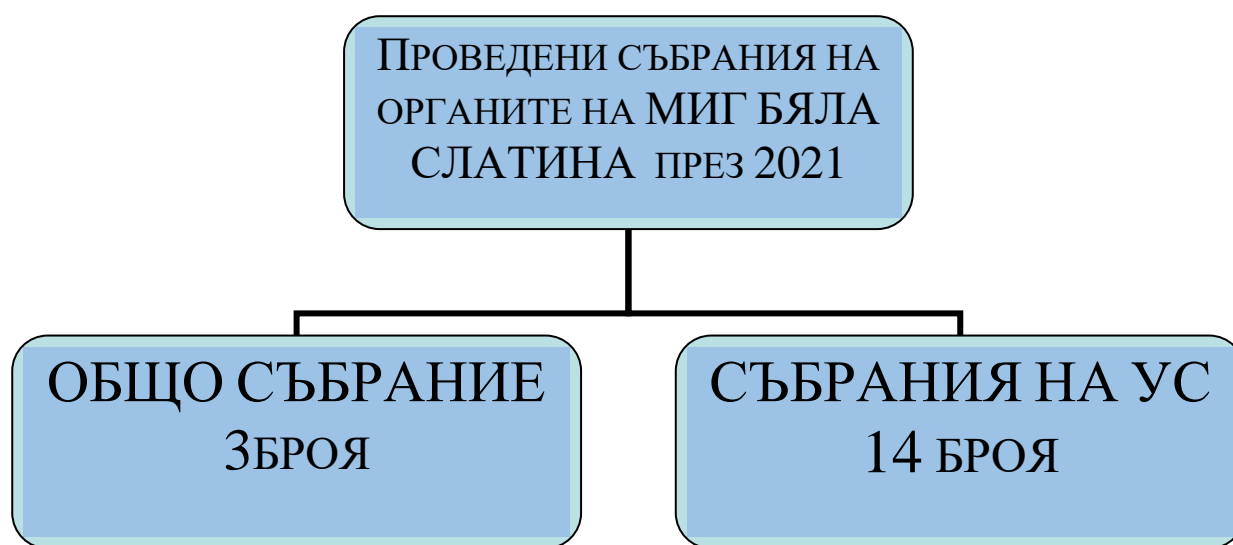 ПРОВЕДЕНИ СЪБРАНИЯ НА
ОРГАНИТЕ НА МИГ БЯЛА
СЛАТИНА ПРЕЗ 2021
ОБЩО СЪБРАНИЕ
3БРОЯ
СЪБРАНИЯ НА УС
14 БРОЯ